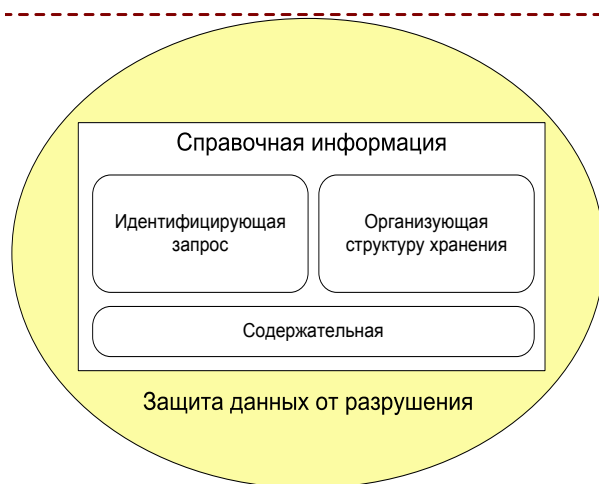 Справочная информация
Идентифицирующая
запрос
Организующая
структуру хранения
Содержательная
Защита данных от разрушения